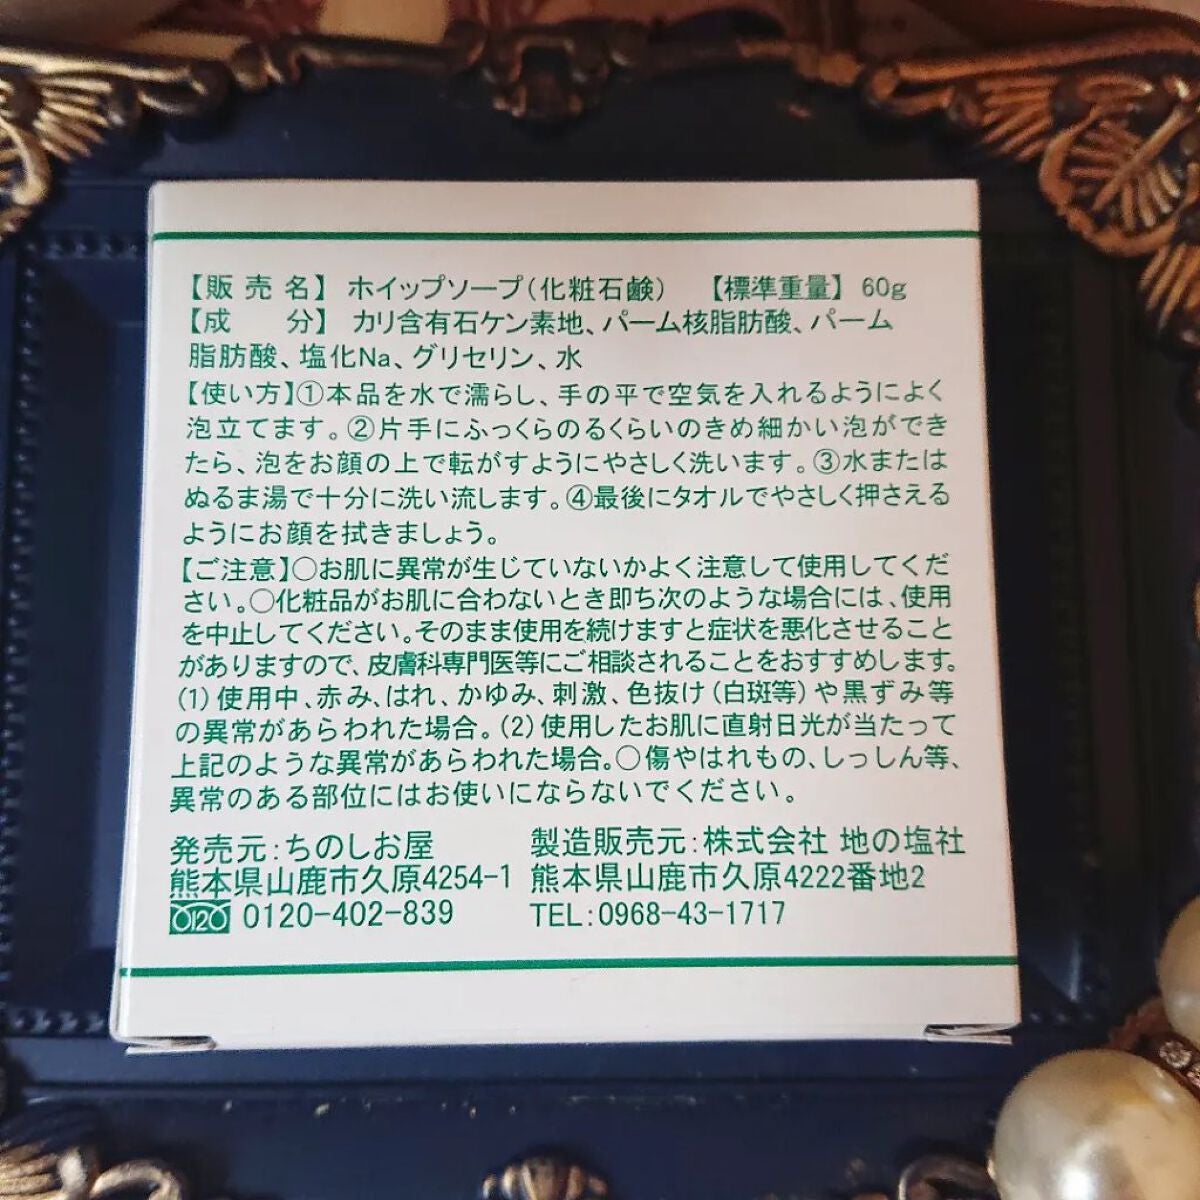 【販売名】 ホイップソープ(化粧石鹸) 【標準重量】 60g
【成 分】 カリ含有石ケン素地、パーム核脂肪酸、パーム
脂肪酸、塩化Na、グリセリン、水
【使い方】①本品を水で濡らし、手の平で空気を入れるようによく
泡立てます。②片手にふっくらのるくらいのきめ細かい泡ができ
たら、泡をお顔の上で転がすようにやさしく洗います。③水または
ぬるま湯で十分に洗い流します。④最後にタオルでやさしく押さえる
ようにお顔を拭きましょう。
【ご注意】○お肌に異常が生じていないかよく注意して使用してくだ
さい。○化粧品がお肌に合わないとき即ち次のような場合には、使用
を中止してください。そのまま使用を続けますと症状を悪化させること
がありますので、皮膚科専門医等にご相談されることをおすすめします。
(1)使用中、赤み、はれ、かゆみ、刺激、色抜け(白斑等)や黒ずみ等
の異常があらわれた場合。(2)使用したお肌に直射日光が当たって
上記のような異常があらわれた場合。○傷やはれもの、しっしん等、
異常のある部位にはお使いにならないでください。
発売元:ちのしお屋
熊本県山鹿市久原4254-1
0120 0120-402-839
製造販売元:株式会社 地の塩社
熊本県山鹿市久原4222番地2
TEL:0968-43-1717